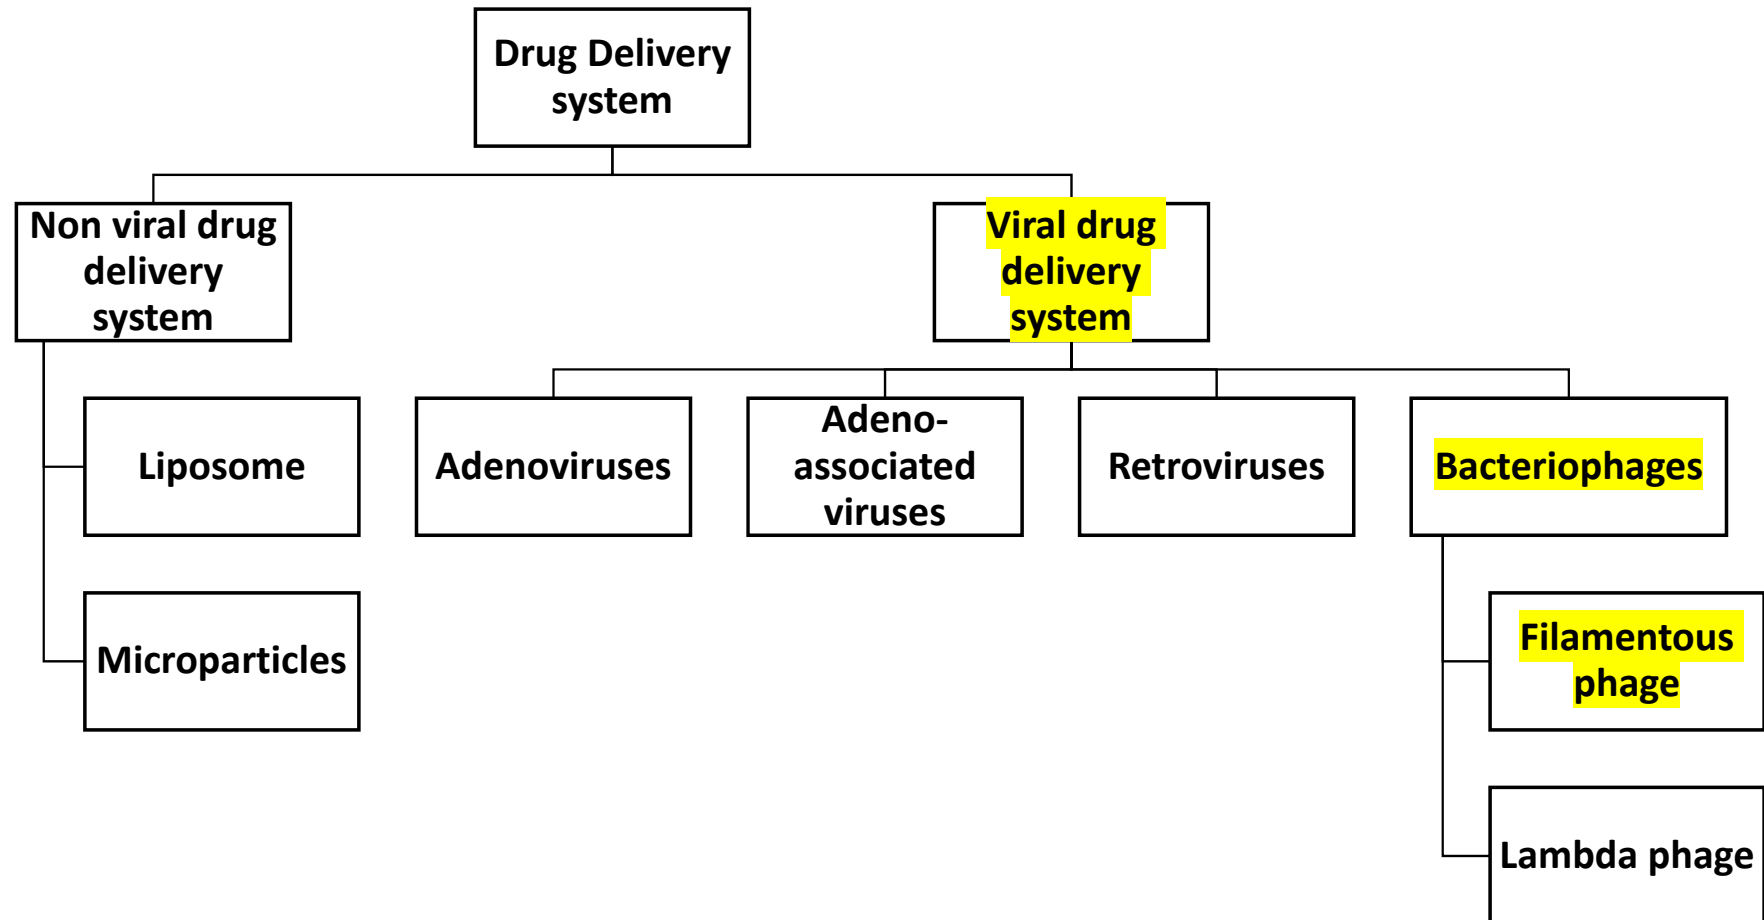 Drug Delivery
system
Non viral drug
delivery
system
Viral drug
delivery
system
Liposome
Adenoviruses
Adeno-
associated
viruses
Retroviruses
Bacteriophages
Microparticles
Filamentous
phage
Lambda phage